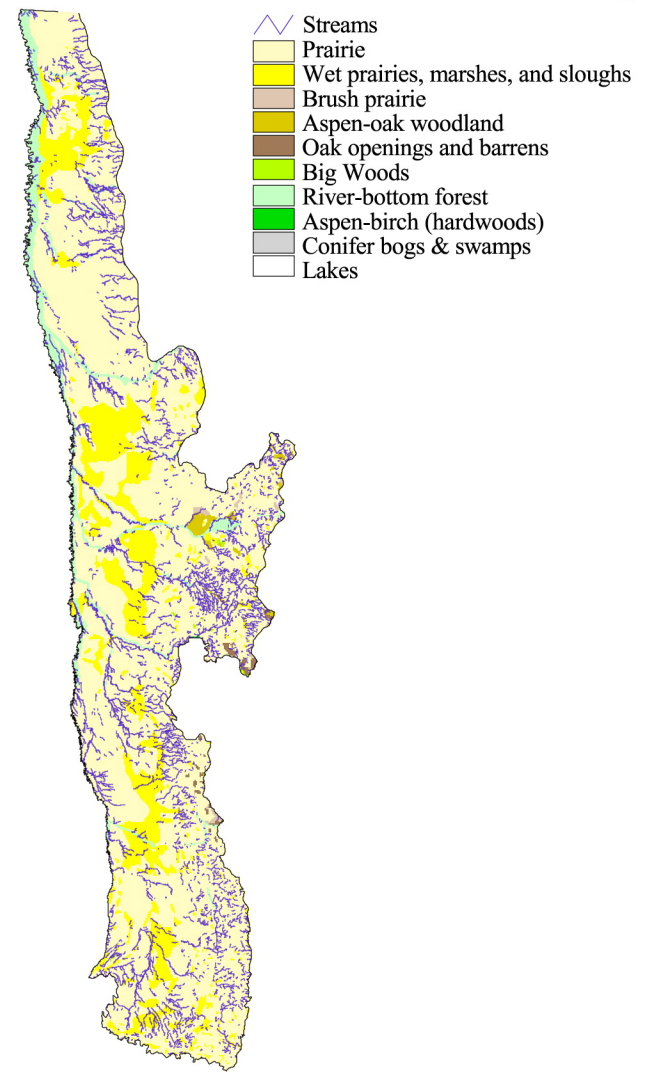 Streams
Prairie
Wet prairies, marshes, and sloughs
Brush prairie
Aspen-oak woodland
Oak openings and barrens
Big Woods
River-bottom forest
Aspen-birch (hardwoods)
Conifer bogs & swamps
Lakes